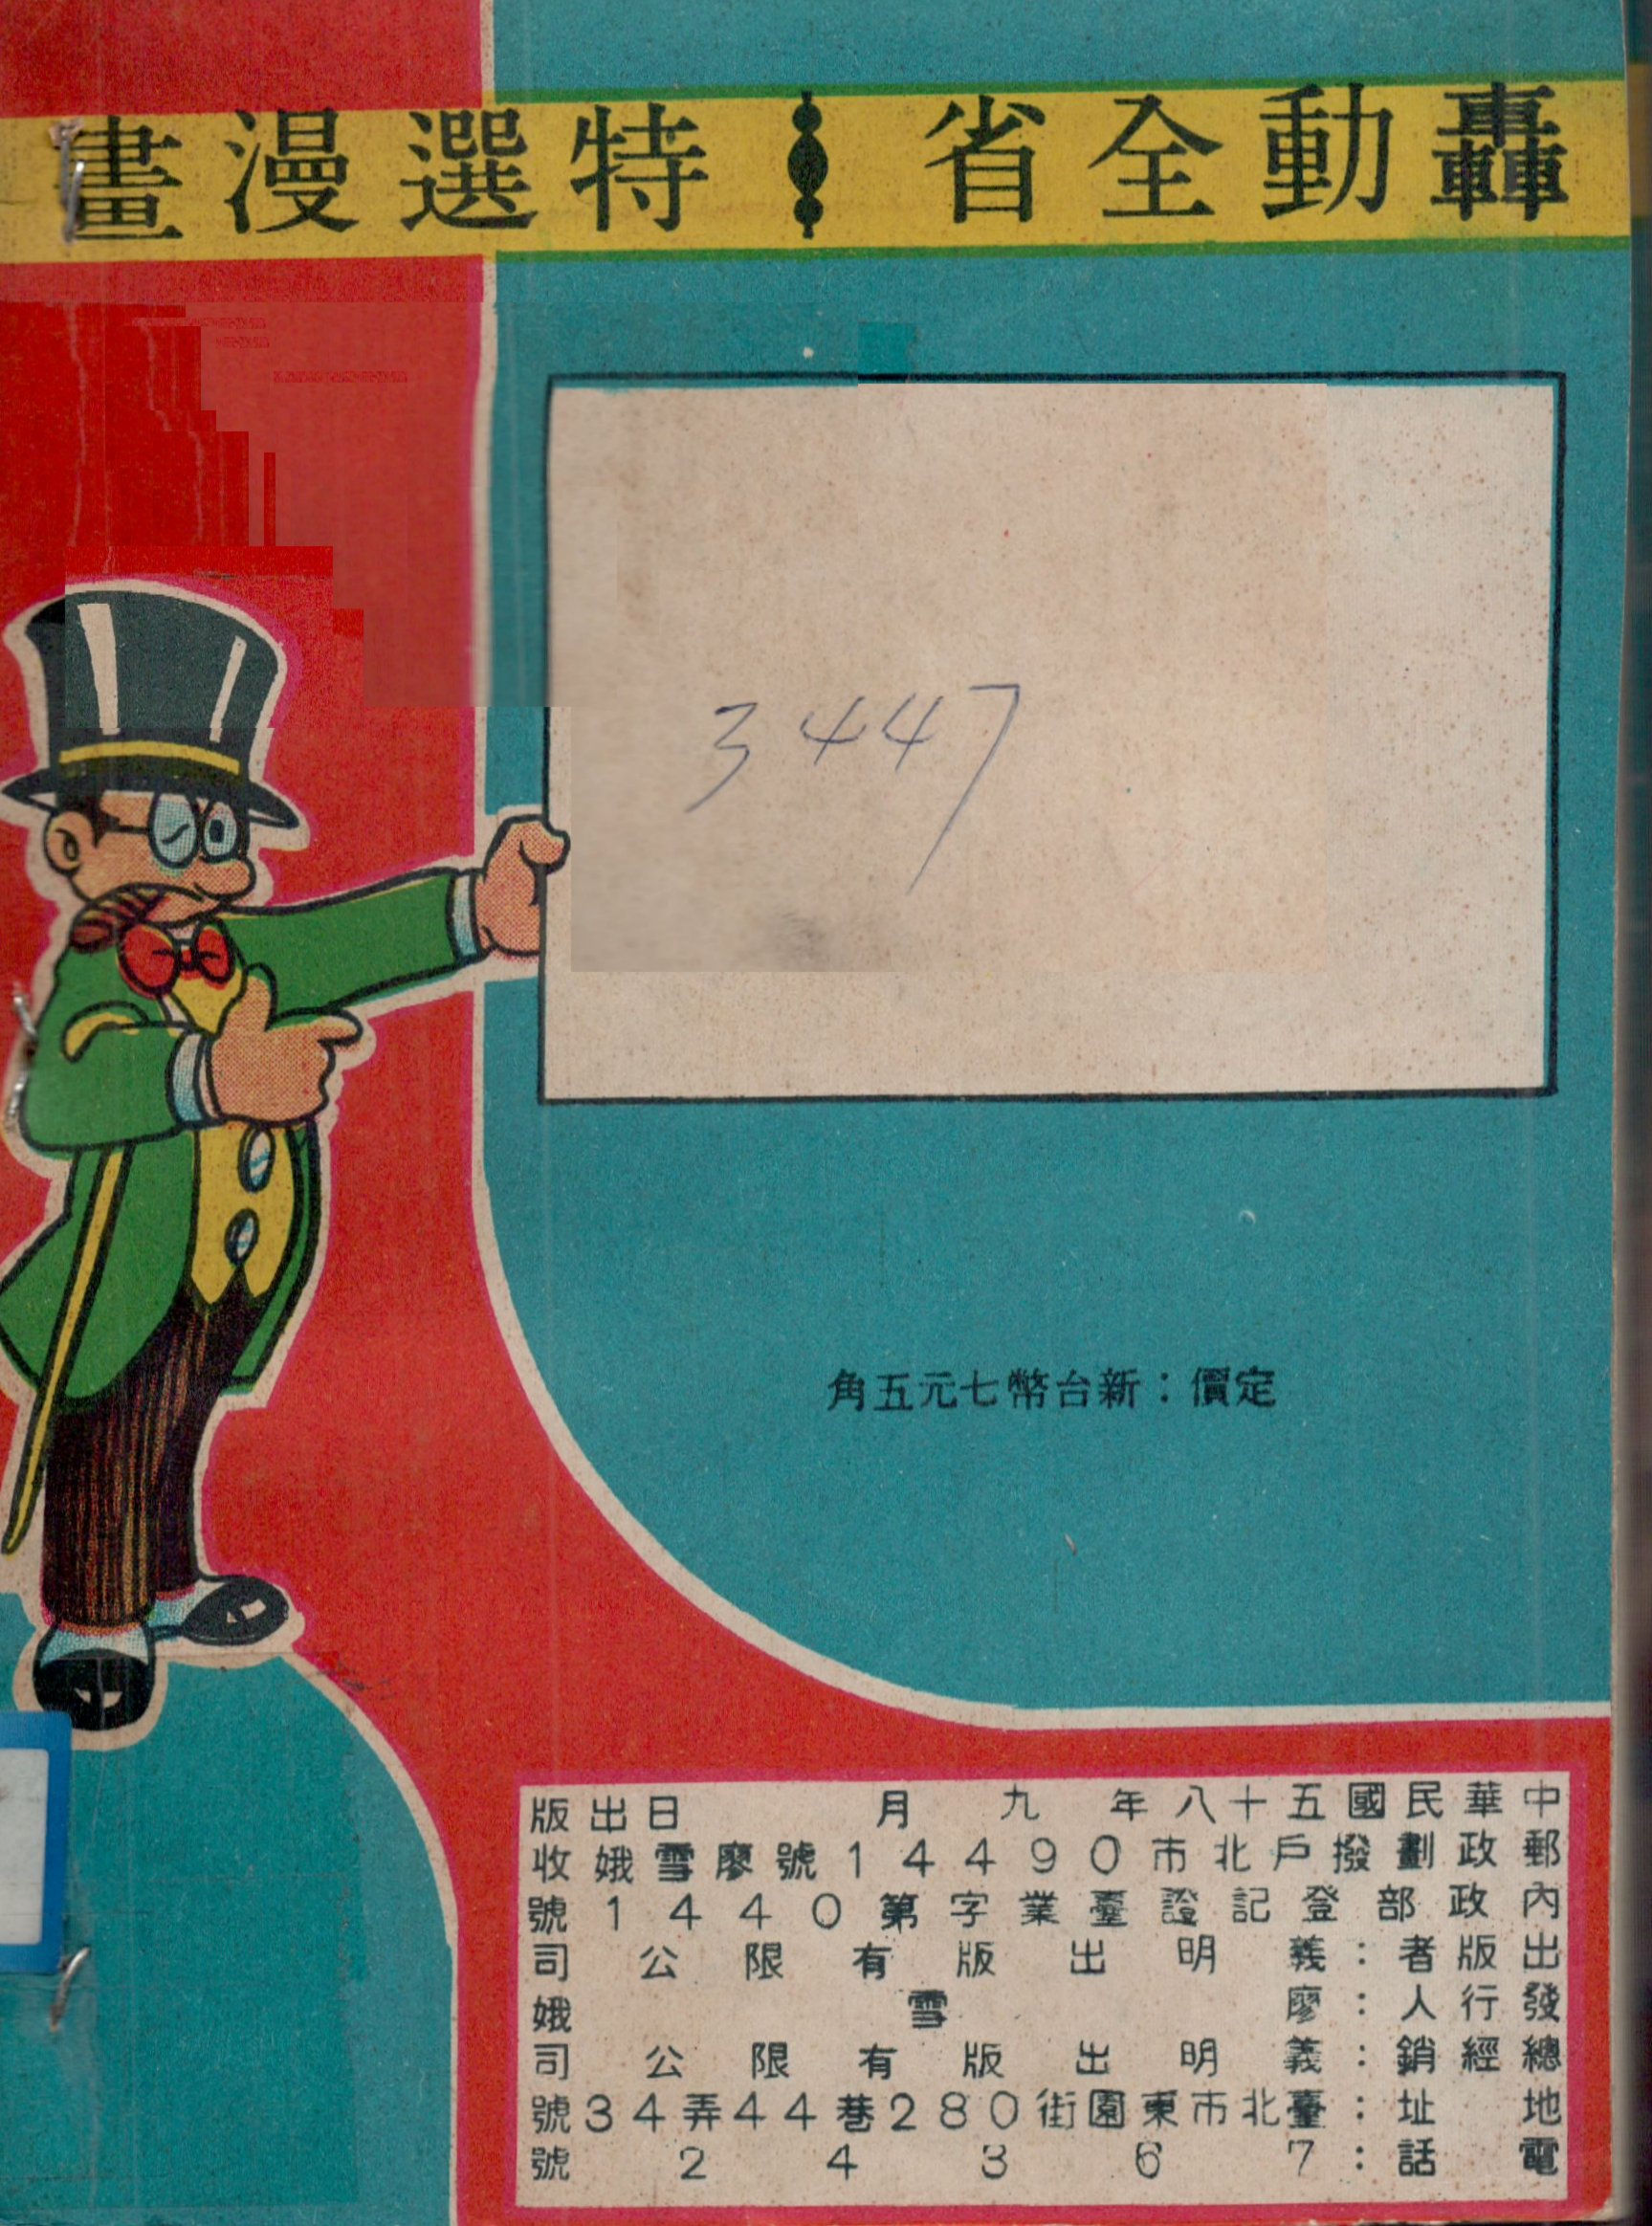 轟動全省 特選漫畫
3447
定價：新台幣七元五角
中華民國五十八年 九 月 日出版
郵政劃撥戶北市09441號廖雪娥收
內政部登記證臺業字第0441號
出版者：義明出版有限公司
發行人：廖雪娥
總經銷：義明出版有限公司
地址：臺北市東園街280巷44弄34號
電話：76342號